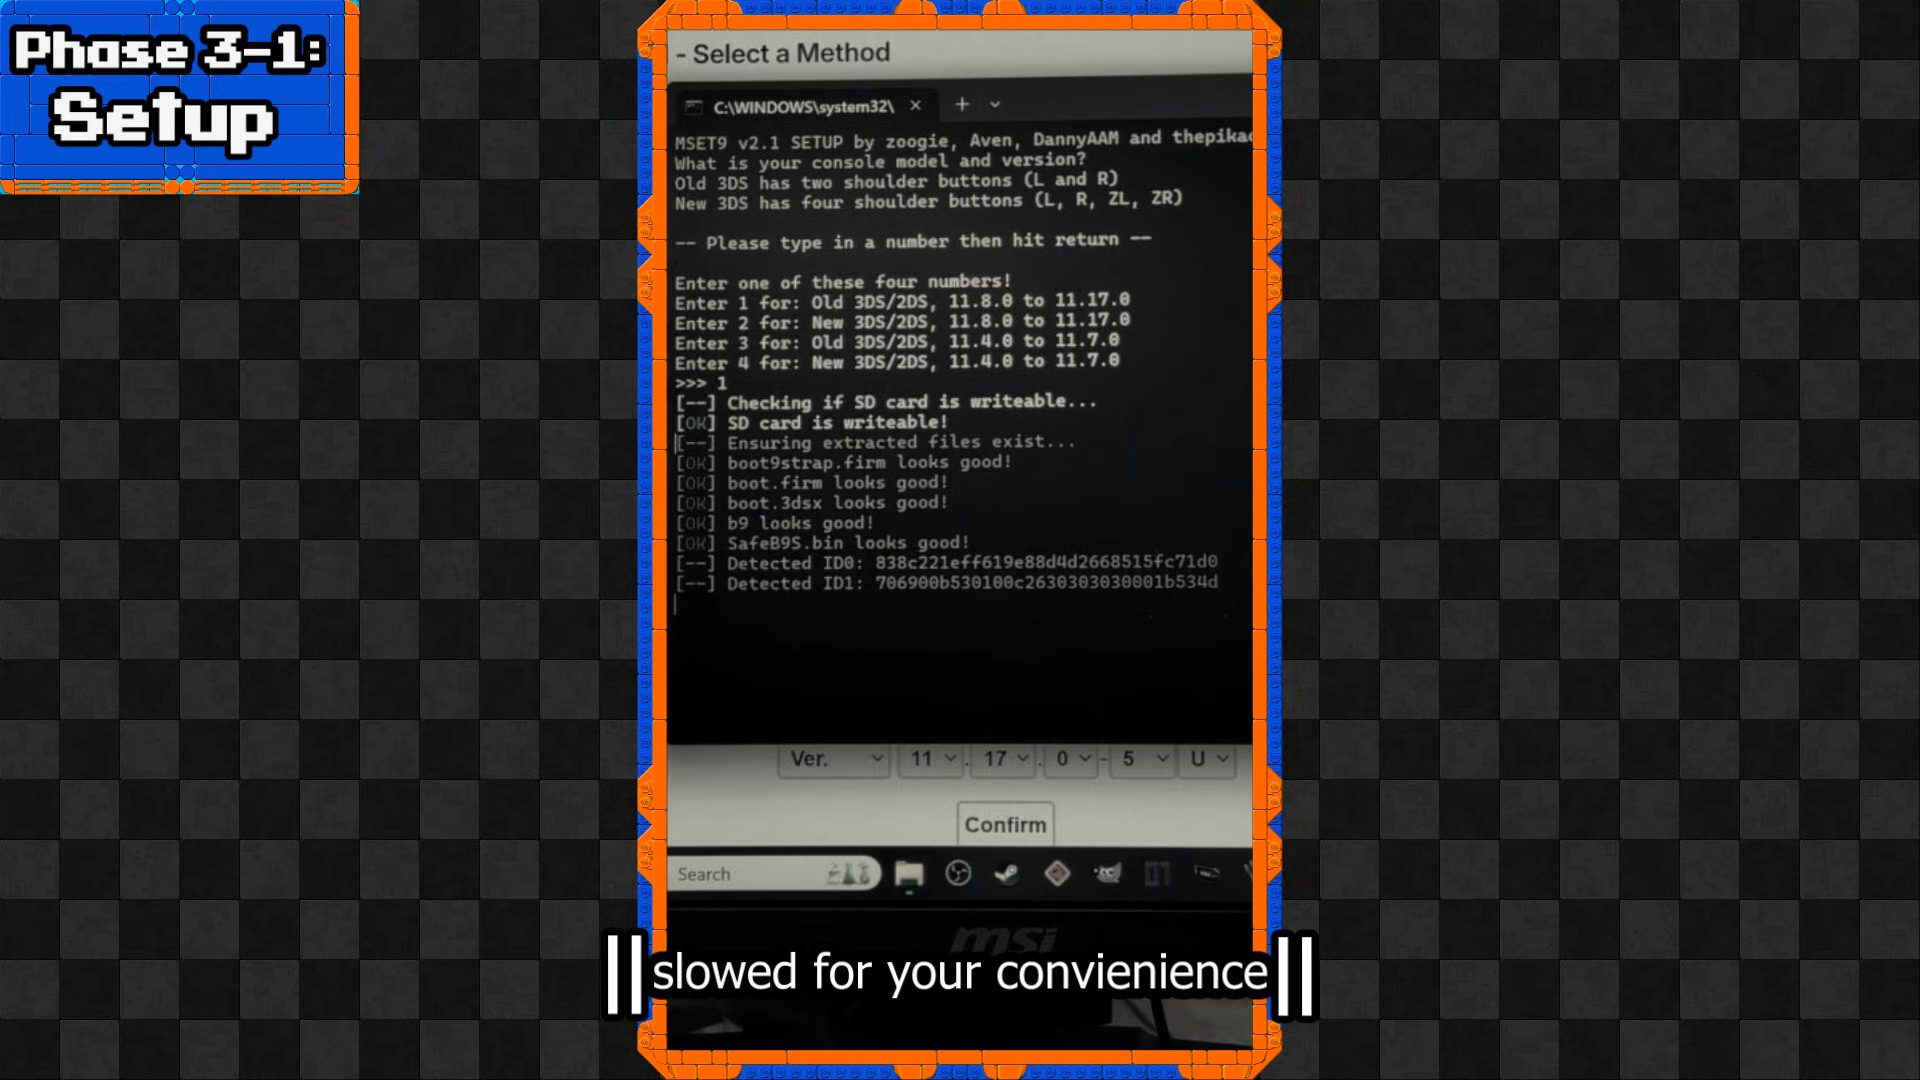 Phase 3-1:
Setup
- Select a Method
C:\WINDOWS\system32\
MSET9 v2.1 SETUP by zoogie, Aven, DannyAAM and thepikac
What is your console model and version?
Old 3DS has two shoulder buttons (L and R)
New 3DS has four shoulder buttons (L, R, ZL, ZR)
-- Please type in a number then hit return --
Enter one of these four numbers!
Enter 1 for: Old 3DS/2DS, 11.8.0 to 11.17.0
Enter 2 for: New 3DS/2DS, 11.8.0 to 11.17.0
Enter 3 for: Old 3DS/2DS, 11.4.0 to 11.7.0
Enter 4 for: New 3DS/2DS, 11.4.0 to 11.7.0
>>> 1
[--] Checking if SD card is writeable...
[OK] SD card is writeable!
[--] Ensuring extracted files exist...
[OK] boot9strap.firm looks good!
[OK] boot.firm looks good!
[OK] boot.3dsx looks good!
[OK] b9 looks good!
[OK] SafeB9S.bin looks good!
[--] Detected ID0: 838c221eff619e88d4d2668515fc71d0
[--] Detected ID1: 706900b530100c2630303030001b534d
Ver. 11 . 17 . 0 - 5 U
Confirm
Search
msi
|| slowed for your convienience ||